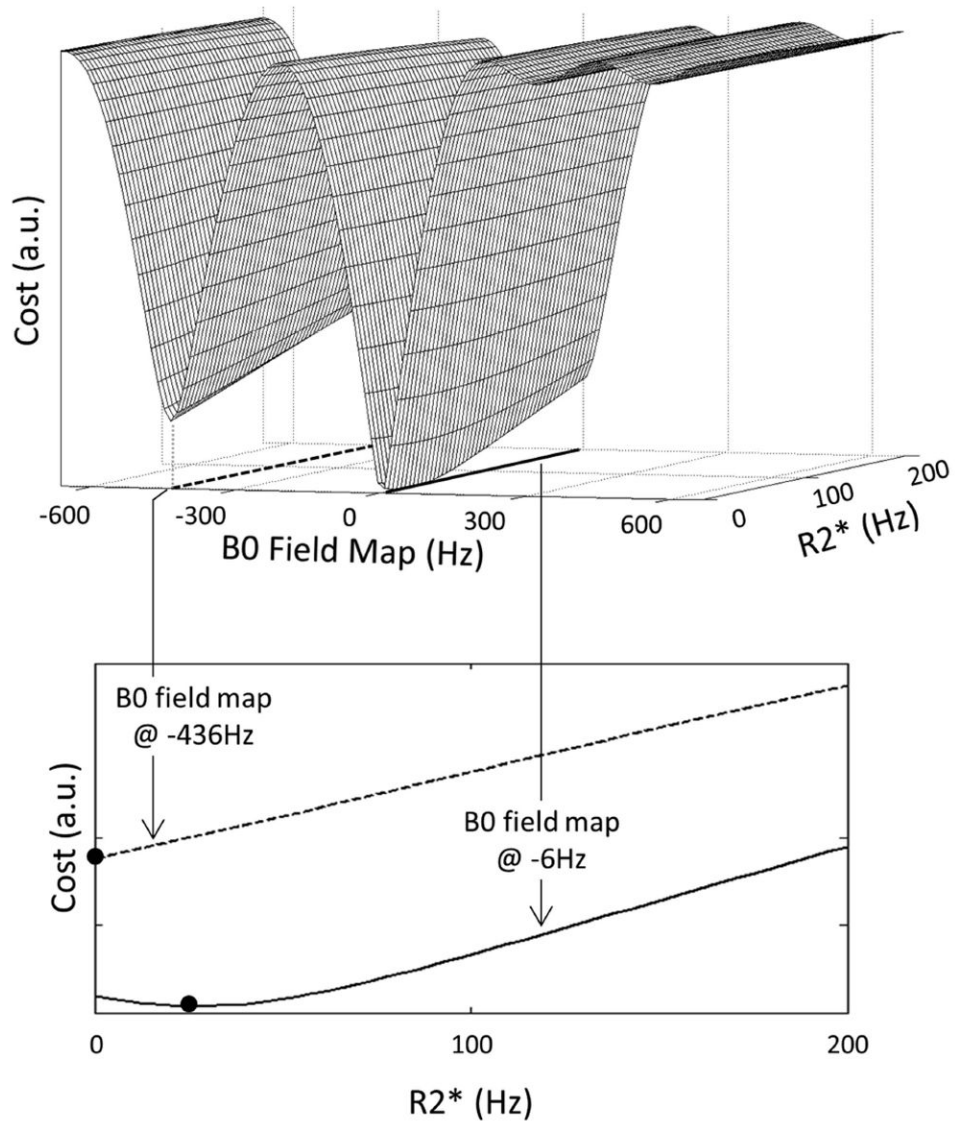 Cost (a.u.)
-600
-300
0
300
600
B0 Field Map (Hz)
0
100
200
R2* (Hz)
B0 field map
@ -436Hz
B0 field map
@ -6Hz
Cost (a.u.)
0
100
200
R2* (Hz)